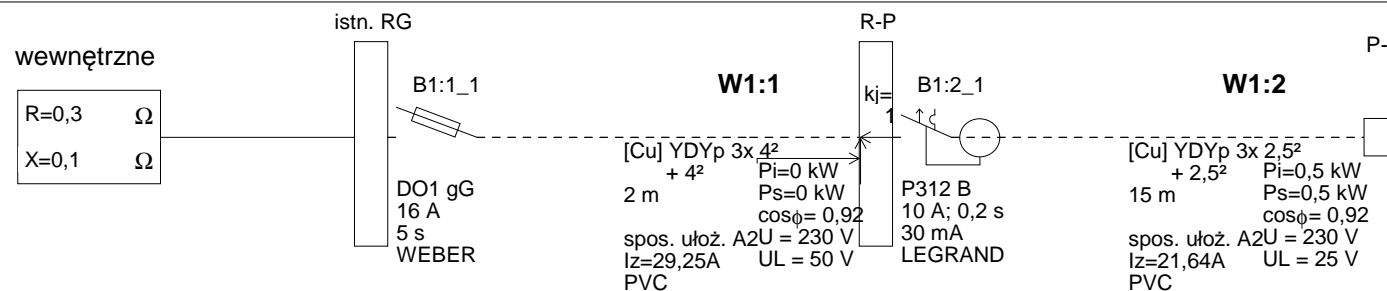 istn. RG
R-P
P-
wewnętrzne
B1:1_1
W1:1
kj=
1
B1:2_1
W1:2
R=0,3 Ω
X=0,1 Ω
DO1 gG
16 A
5 s
WEBER
[Cu] YDYp 3x 4²
+ 4²
2 m
spos. ułoż. A2
Iz=29,25A
PVC
Pi=0 kW
Ps=0 kW
cosϕ= 0,92
U = 230 V
UL = 50 V
P312 B
10 A; 0,2 s
30 mA
LEGRAND
[Cu] YDYp 3x 2,5²
+ 2,5²
15 m
spos. ułoż. A2
Iz=21,64A
PVC
Pi=0,5 kW
Ps=0,5 kW
cosϕ= 0,92
U = 230 V
UL = 25 V